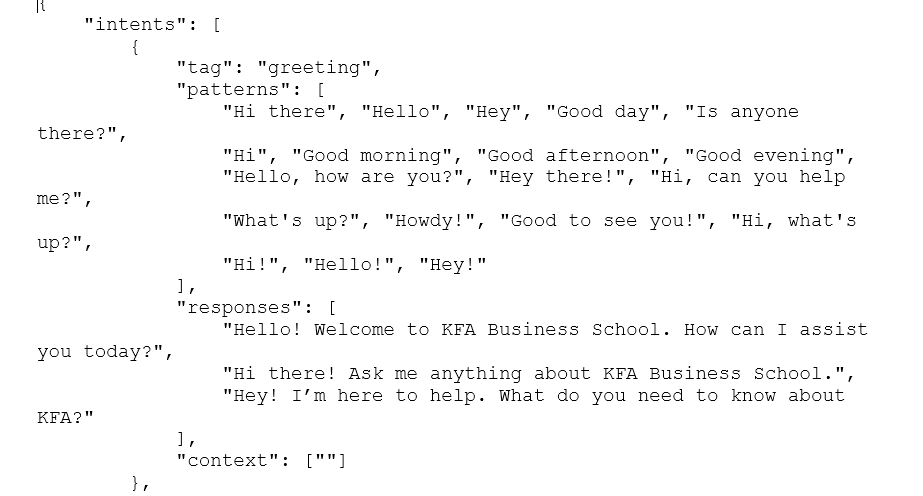 {
"intents": [
{
"tag": "greeting",
"patterns": [
"Hi there", "Hello", "Hey", "Good day", "Is anyone
there?",
"Hi", "Good morning", "Good afternoon", "Good evening",
"Hello, how are you?", "Hey there!", "Hi, can you help
me?",
"What's up?", "Howdy!", "Good to see you!", "Hi, what's
up?",
"Hi!", "Hello!", "Hey!"
],
"responses": [
"Hello! Welcome to KFA Business School. How can I assist
you today?",
"Hi there! Ask me anything about KFA Business School.",
"Hey! I’m here to help. What do you need to know about
KFA?"
],
"context": [""]
},